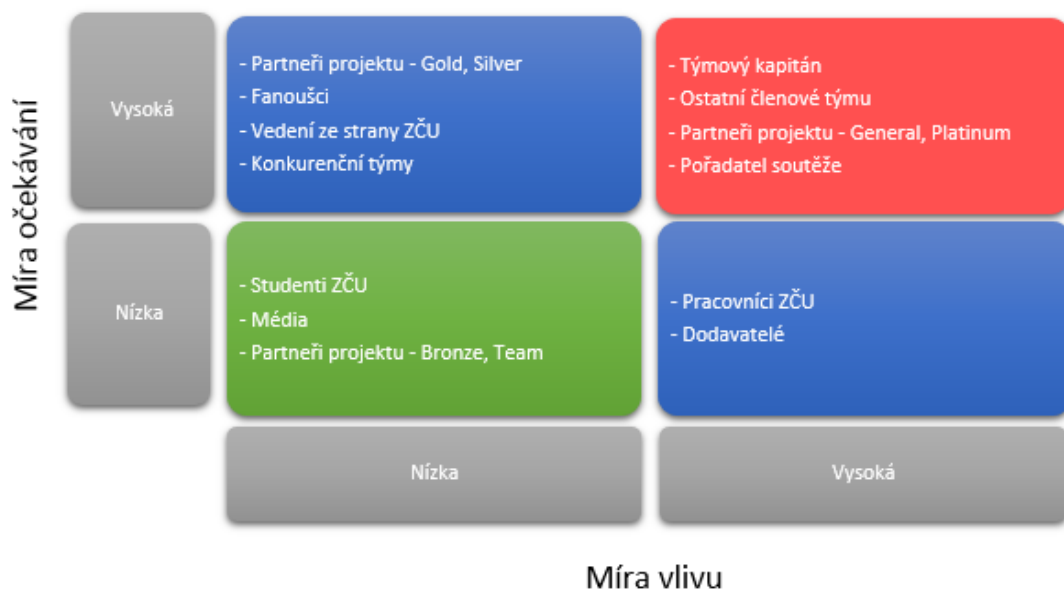 Míra očekávání
Vysoká
- Partneři projektu - Gold, Silver
- Fanoušci
- Vedení ze strany ZČU
- Konkurenční týmy
- Týmový kapitán
- Ostatní členové týmu
- Partneři projektu - General, Platinum
- Pořadatel soutěže
Nízka
- Studenti ZČU
- Média
- Partneři projektu - Bronze, Team
- Pracovníci ZČU
- Dodavatelé
Nízka
Vysoká
Míra vlivu